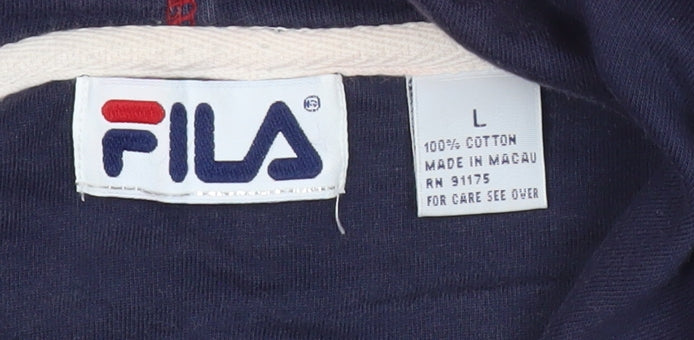 FILA®
L
100% COTTON
MADE IN MACAU
RN 91175
FOR CARE SEE OVER